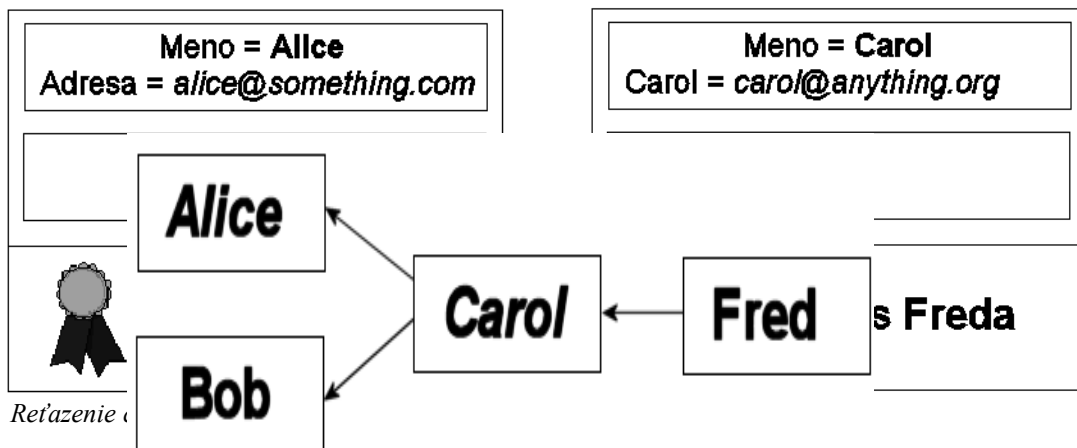 Meno = Alice
Adresa = alice@something.com
Meno = Carol
Carol = carol@anything.org
Alice
Carol
Fred
Bob
s Freda
Reťazenie